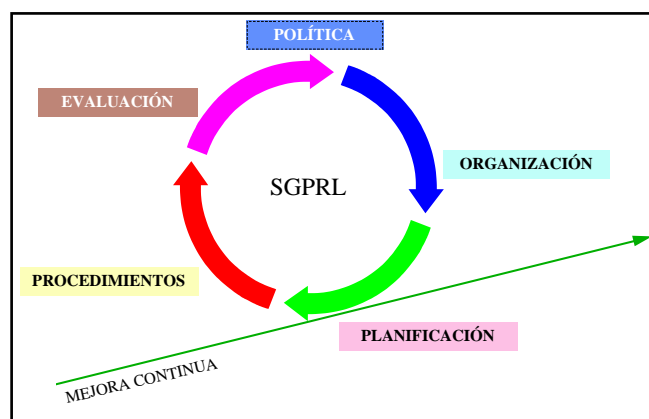 POLÍTICA
EVALUACIÓN
ORGANIZACIÓN
SGPRL
PROCEDIMIENTOS
PLANIFICACIÓN
MEJORA CONTINUA